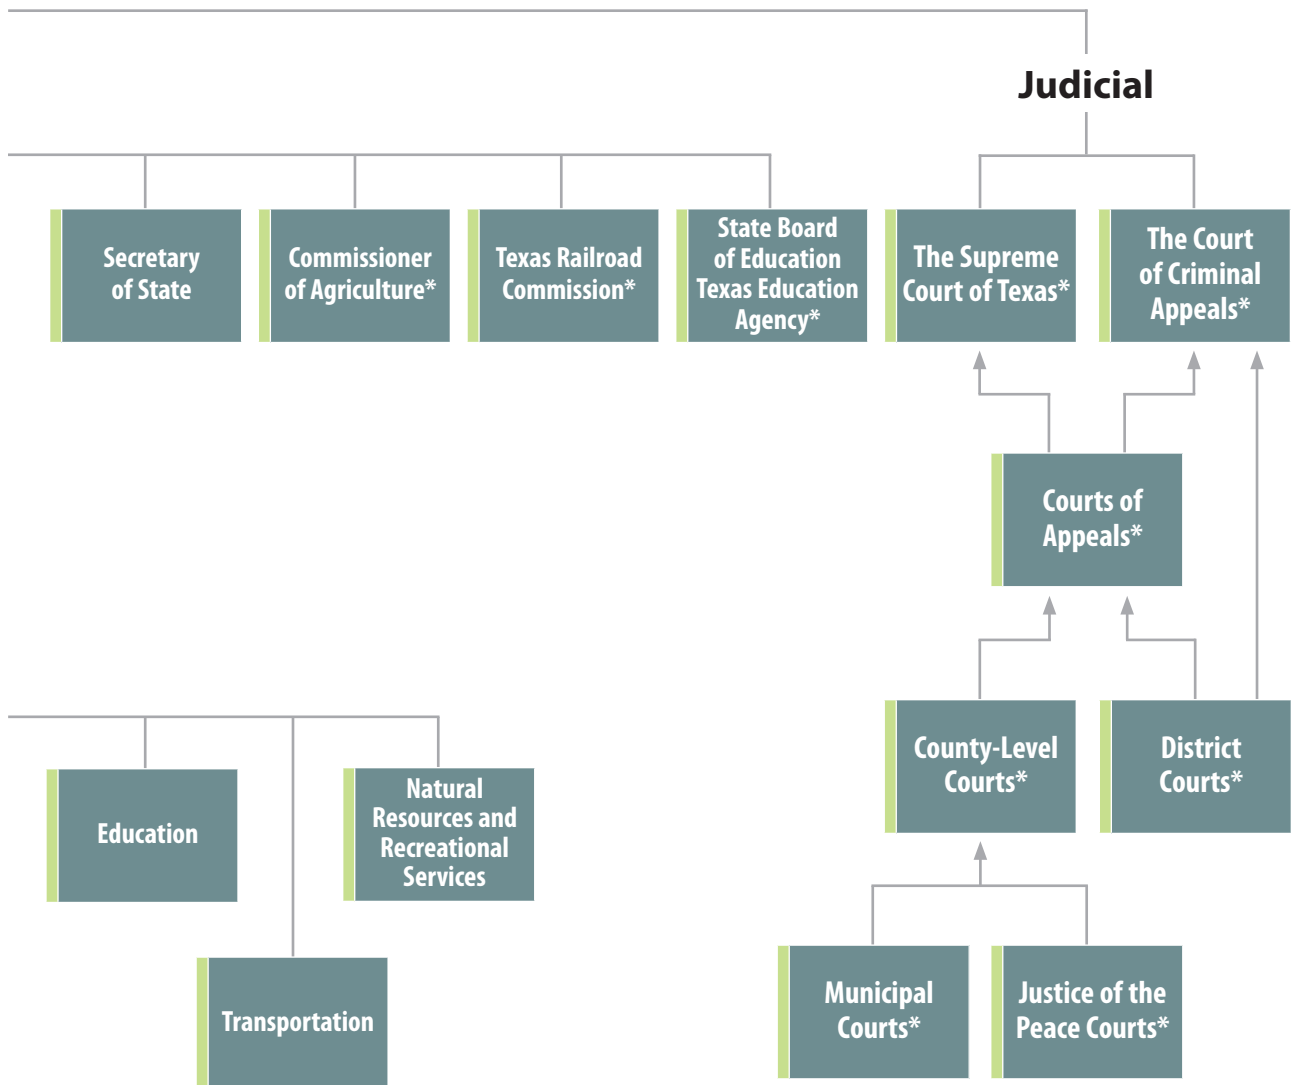 Judicial
Secretary
of State
Commissioner
of Agriculture*
Texas Railroad
Commission*
State Board
of Education
Texas Education
Agency*
The Supreme
Court of Texas*
The Court
of Criminal
Appeals*
Courts of
Appeals*
County-Level
Courts*
District
Courts*
Education
Natural
Resources and
Recreational
Services
Transportation
Municipal
Courts*
Justice of the
Peace Courts*